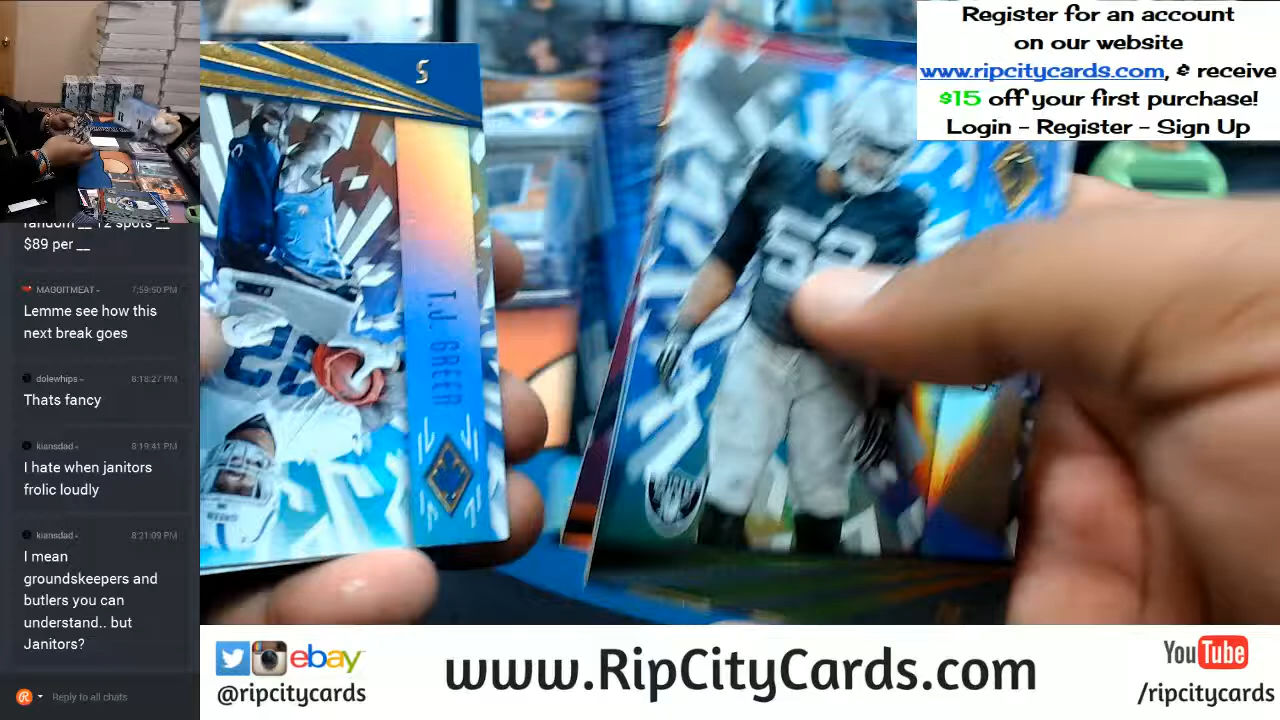 Register for an account
on our website
www.ripcitycards.com, & receive
$15 off your first purchase!
Login - Register - Sign Up
$89 per __
MAGGITMEAT
7:59:50 PM
Lemme see how this
next break goes
dolewhips
8:18:27 PM
Thats fancy
kiansdad
8:19:41 PM
I hate when janitors
frolic loudly
kiansdad
8:21:09 PM
I mean
groundskeepers and
butlers you can
understand.. but
Janitors?
Reply to all chats
S
T.J. GREEN
ebay
@ripcitycards
www.RipCityCards.com
YouTube
/ripcitycards